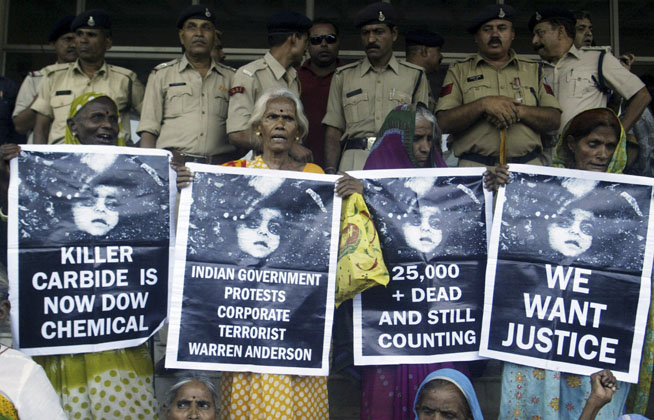 KILLER
CARBIDE IS
NOW DOW
CHEMICAL
INDIAN GOVERNMENT
PROTESTS
CORPORATE
TERRORIST
WARREN ANDERSON
25,000
+ DEAD
AND STILL
COUNTING
WE
WANT
JUSTICE